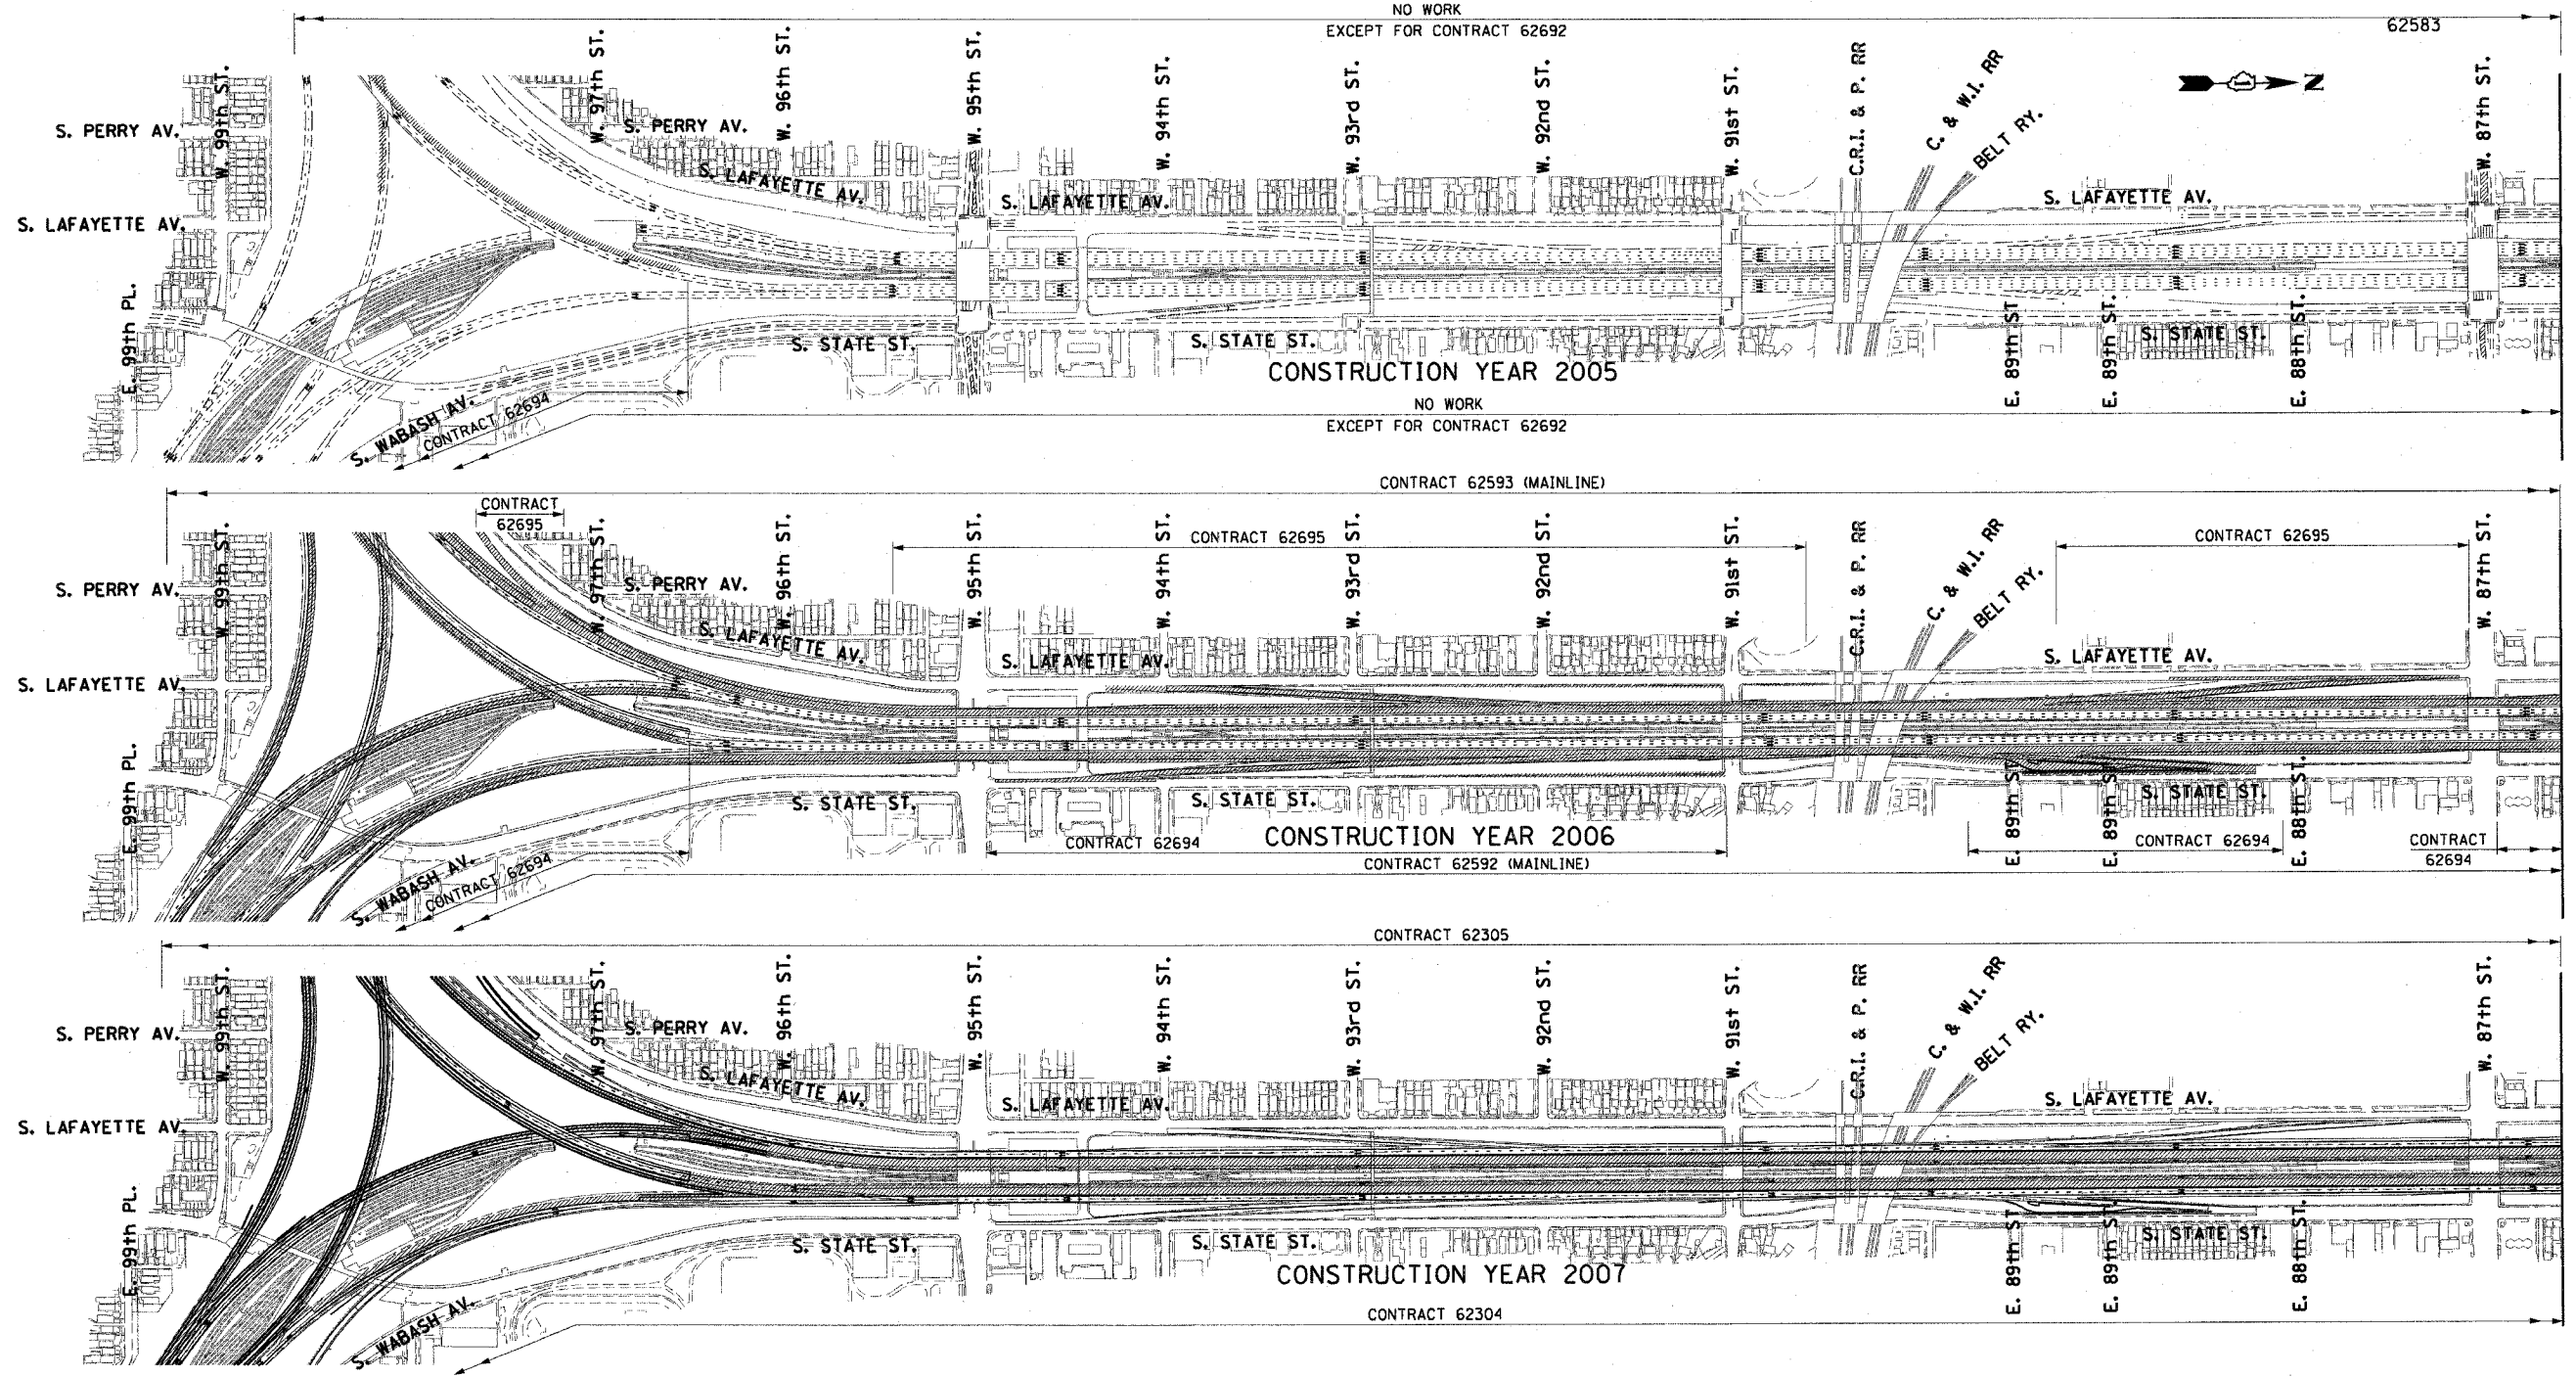 NO WORK
EXCEPT FOR CONTRACT 62692
62583
W. 99th ST.
W. 97th ST.
W. 96th ST.
W. 95th ST.
W. 94th ST.
W. 93rd ST.
W. 92nd ST.
W. 91st ST.
C.R.I. & P. RR
C. & W.I. RR
BELT RY.
N
W. 87th ST.
S. PERRY AV.
S. PERRY AV.
S. LAFAYETTE AV.
S. LAFAYETTE AV.
S. LAFAYETTE AV.
S. LAFAYETTE AV.
E. 99th PL.
S. WABASH AV.
CONTRACT 62694
S. STATE ST.
S. STATE ST.
E. 89th ST.
E. 89th ST.
S. STATE ST.
E. 88th ST.
CONSTRUCTION YEAR 2005
NO WORK
EXCEPT FOR CONTRACT 62692
CONTRACT 62593 (MAINLINE)
CONTRACT
62695
CONTRACT 62695
CONTRACT 62695
W. 99th ST.
W. 97th ST.
W. 96th ST.
W. 95th ST.
W. 94th ST.
W. 93rd ST.
W. 92nd ST.
W. 91st ST.
C.R.I. & P. RR
C. & W.I. RR
BELT RY.
W. 87th ST.
S. PERRY AV.
S. PERRY AV.
S. LAFAYETTE AV.
S. LAFAYETTE AV.
S. LAFAYETTE AV.
S. LAFAYETTE AV.
E. 99th PL.
S. WABASH AV.
CONTRACT 62694
S. STATE ST.
S. STATE ST.
E. 89th ST.
E. 89th ST.
S. STATE ST.
E. 88th ST.
CONTRACT 62694
CONSTRUCTION YEAR 2006
CONTRACT 62694
CONTRACT
62694
CONTRACT 62592 (MAINLINE)
CONTRACT 62305
W. 99th ST.
W. 97th ST.
W. 96th ST.
W. 95th ST.
W. 94th ST.
W. 93rd ST.
W. 92nd ST.
W. 91st ST.
C.R.I. & P. RR
C. & W.I. RR
BELT RY.
W. 87th ST.
S. PERRY AV.
S. PERRY AV.
S. LAFAYETTE AV.
S. LAFAYETTE AV.
S. LAFAYETTE AV.
S. LAFAYETTE AV.
E. 99th PL.
S. WABASH AV.
S. STATE ST.
S. STATE ST.
E. 89th ST.
E. 89th ST.
S. STATE ST.
E. 88th ST.
CONSTRUCTION YEAR 2007
CONTRACT 62304